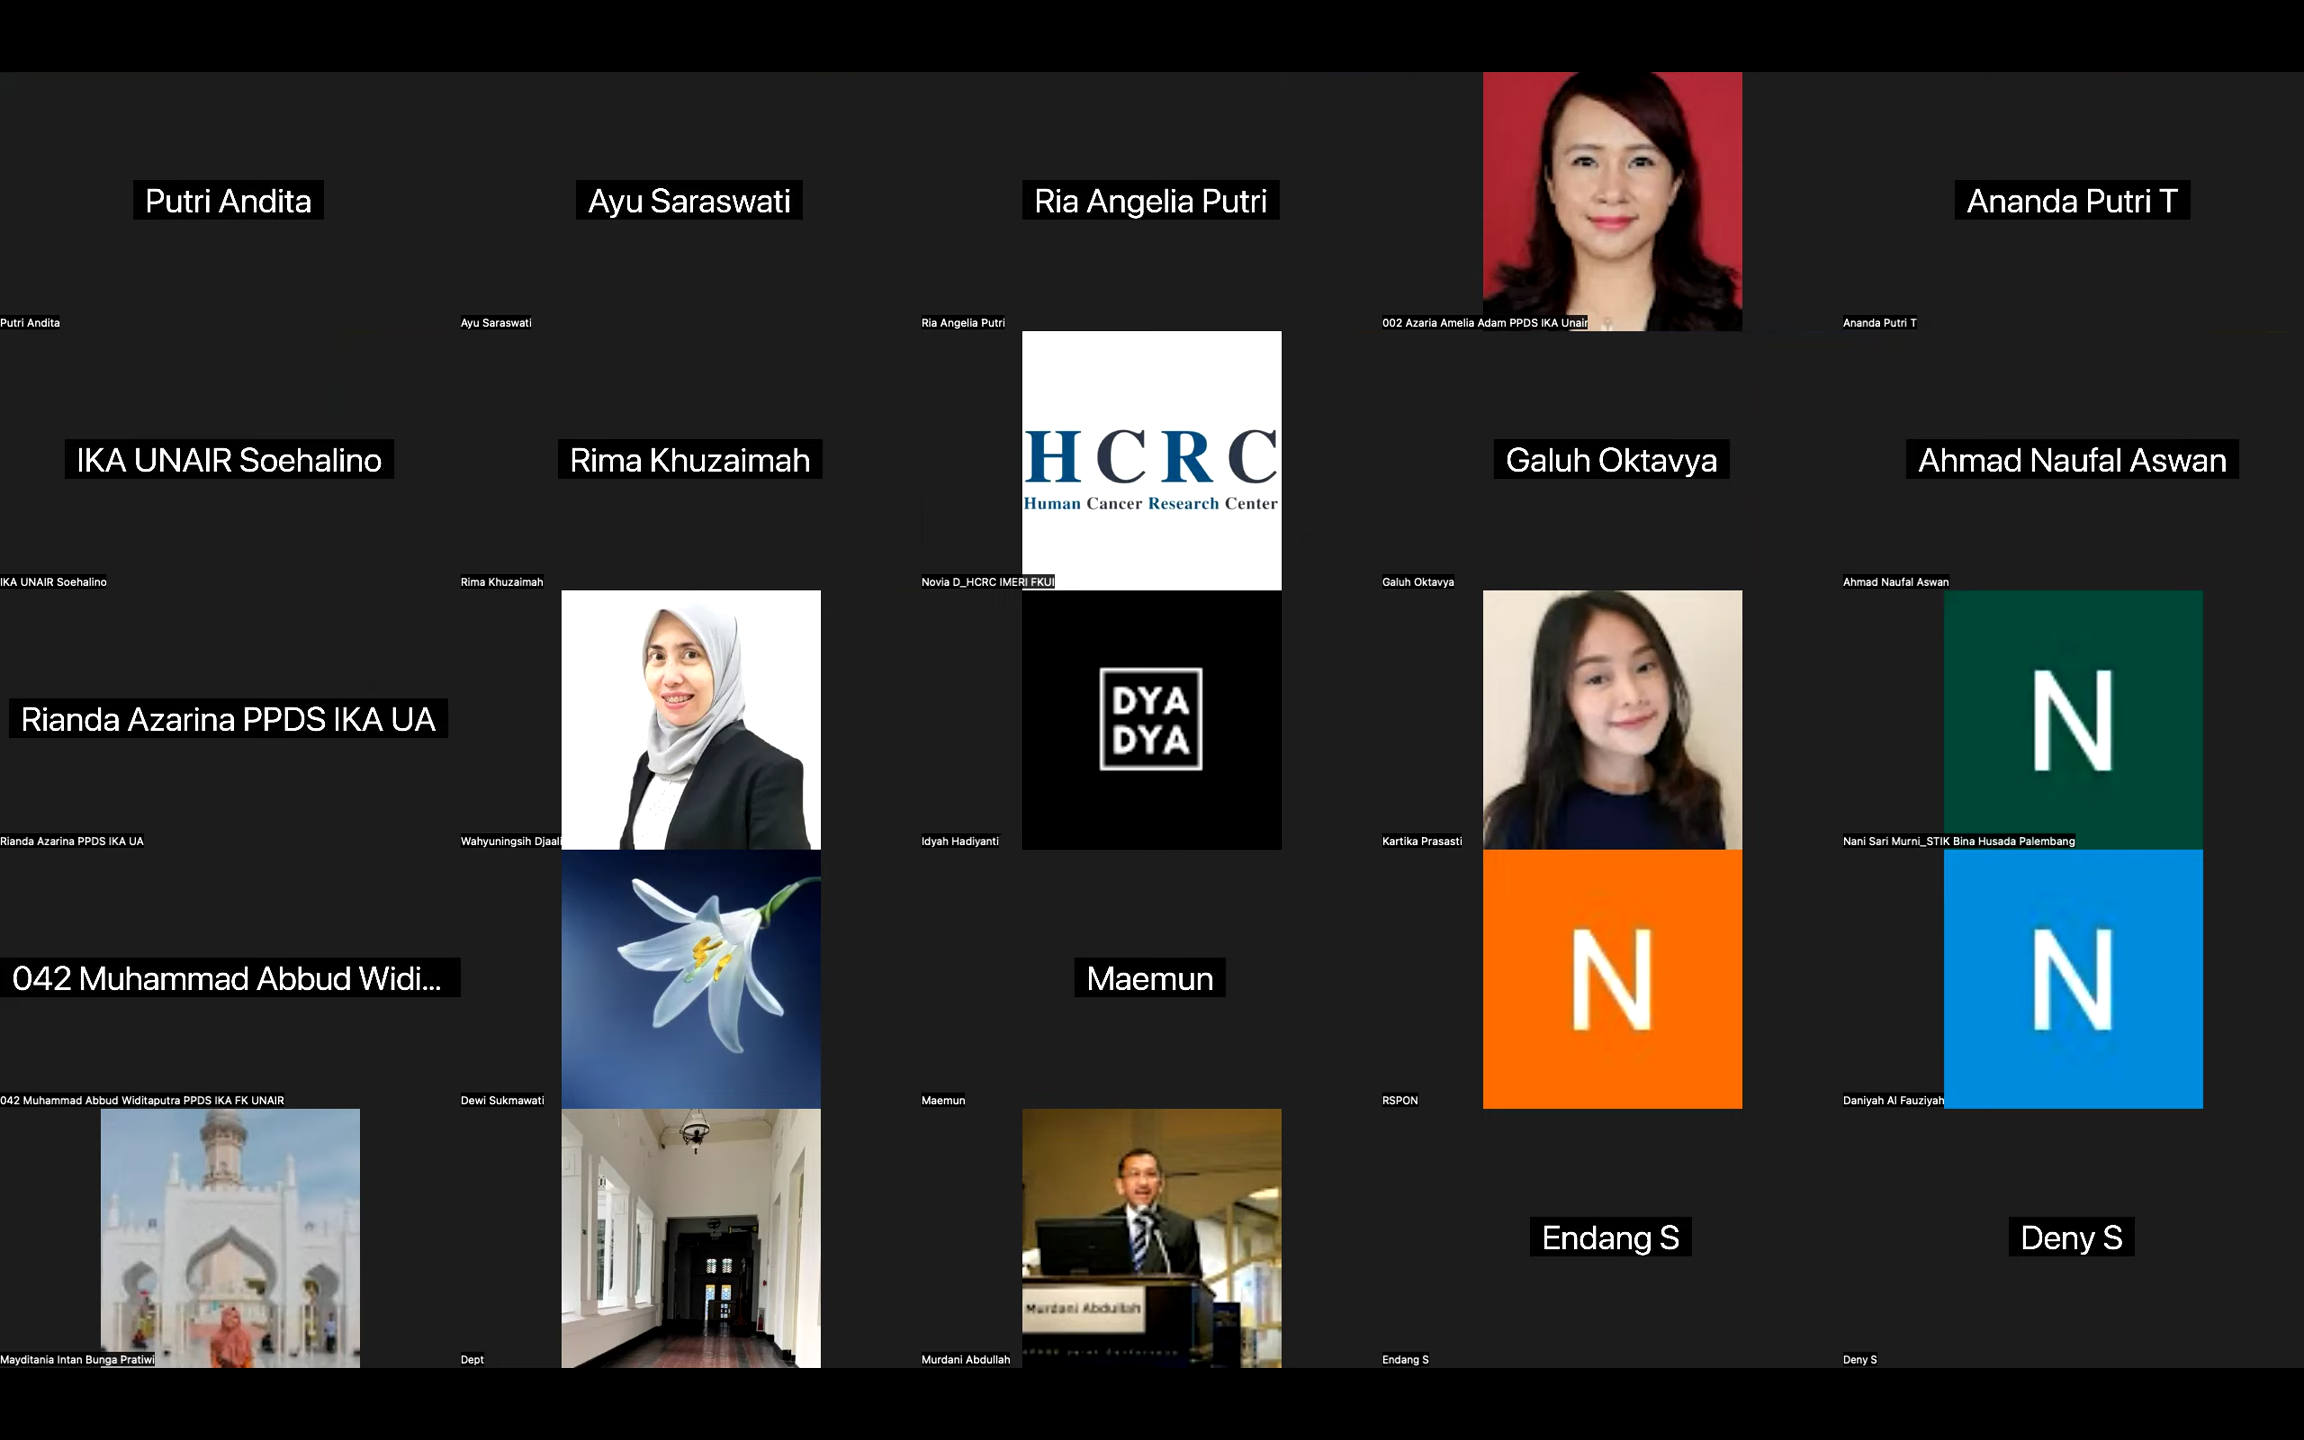 Putri Andita
Ayu Saraswati
Ria Angelia Putri
Ananda Putri T
Putri Andita
Ayu Saraswati
Ria Angelia Putri
002 Azaria Amelia Adam PPDS IKA Unair
Ananda Putri T
IKA UNAIR Soehalino
Rima Khuzaimah
HCRC
Human Cancer Research Center
Galuh Oktavya
Ahmad Naufal Aswan
IKA UNAIR Soehalino
Rima Khuzaimah
Novia D_HCRC IMERI FKUI
Galuh Oktavya
Ahmad Naufal Aswan
Rianda Azarina PPDS IKA UA
DYA
DYA
N
Rianda Azarina PPDS IKA UA
Wahyuningsih Djaali
Idyah Hadiyanti
Kartika Prasasti
Nani Sari Murni_STIK Bina Husada Palembang
042 Muhammad Abbud Widi...
Maemun
N
N
042 Muhammad Abbud Widitaputra PPDS IKA FK UNAIR
Dewi Sukmawati
Maemun
RSPON
Daniyah Al Fauziyah
Murdani Abdullah
Endang S
Deny S
Mayditania Intan Bunga Pratiwi
Dept
Murdani Abdullah
Endang S
Deny S